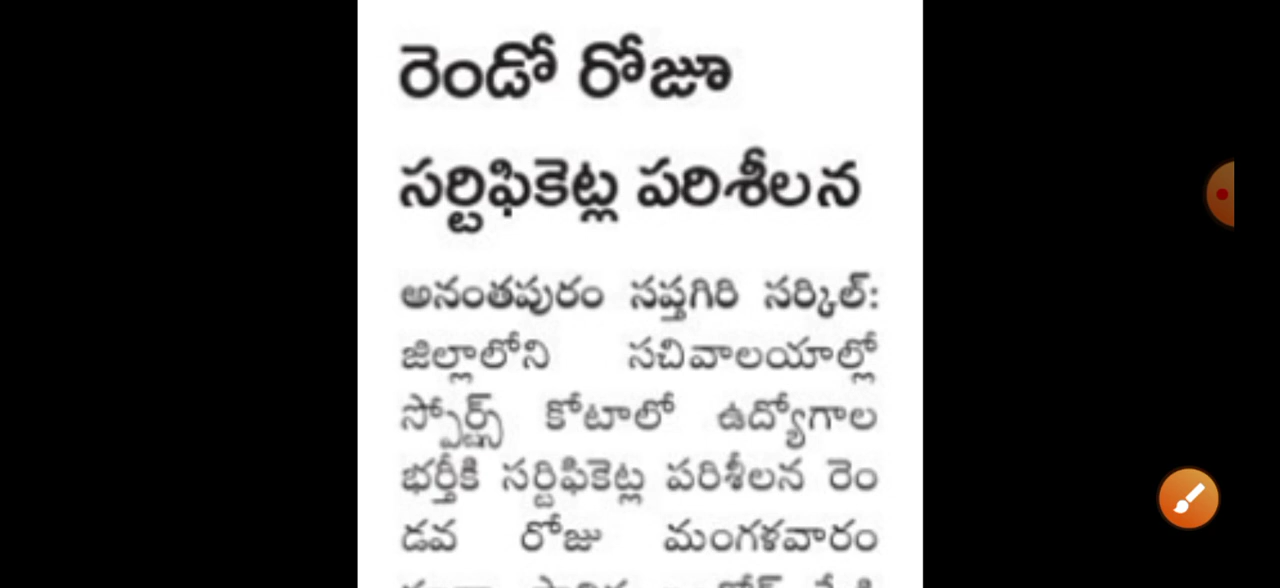 రెండో రోజూ
సర్టిఫికెట్ల పరిశీలన
అనంతపురం సప్తగిరి సర్కిల్:
జిల్లాలోని సచివాలయాల్లో
స్పోర్ట్స్ కోటాలో ఉద్యోగాల
భర్తీకి సర్టిఫికెట్ల పరిశీలన రెం
డవ రోజు మంగళవారం